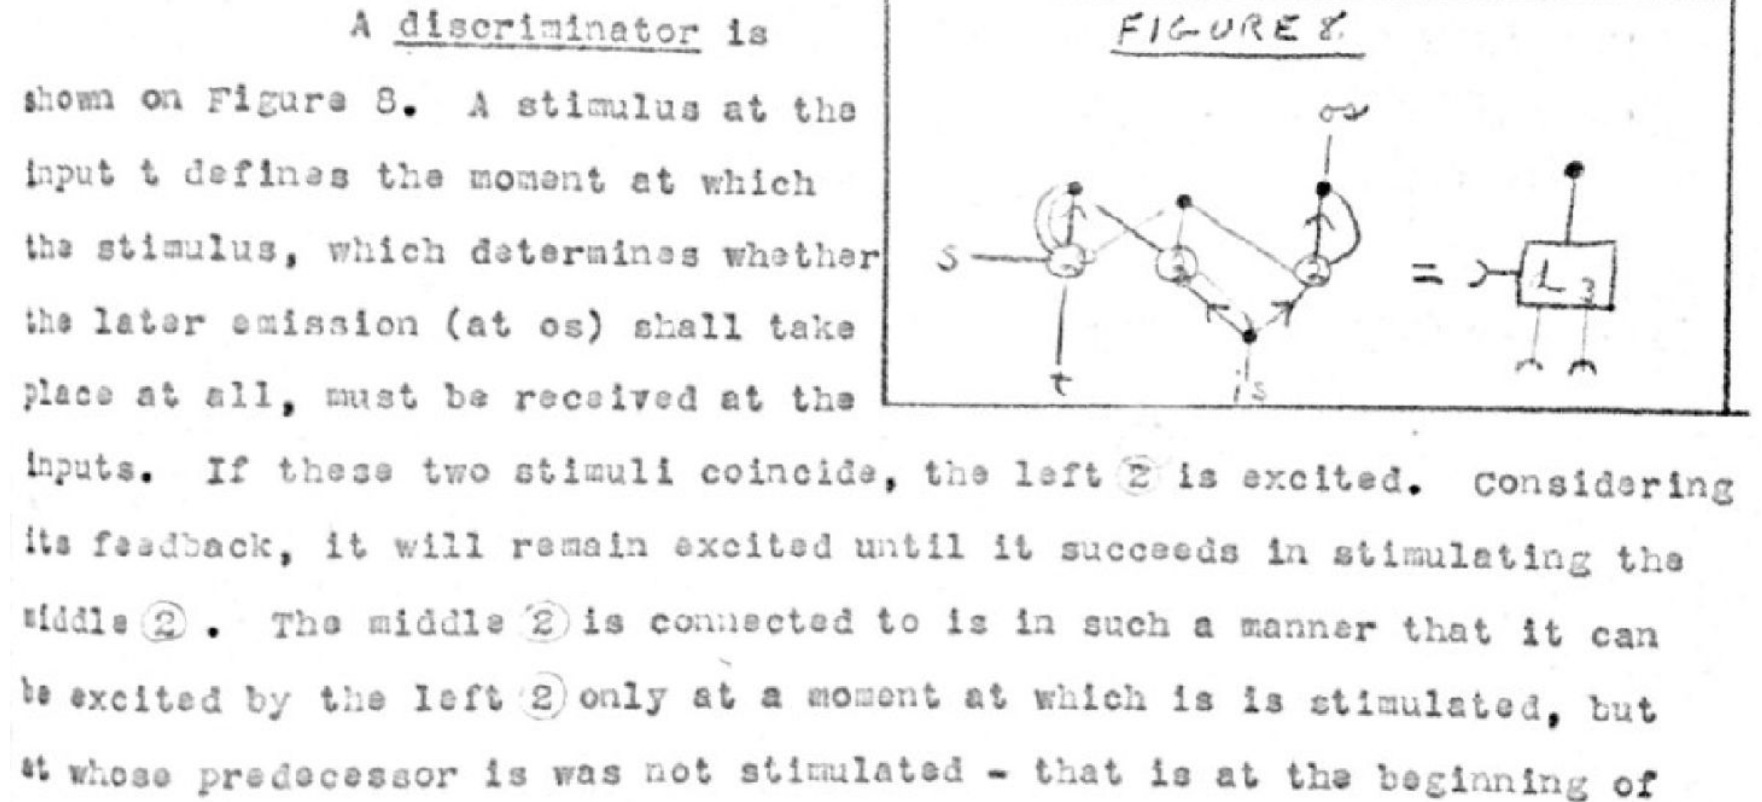 A discriminator is
shown on Figure 8. A stimulus at the
input t defines the moment at which
the stimulus, which determines whether
the later emission (at os) shall take
place at all, must be received at the
inputs. If these two stimuli coincide, the left 2 is excited. Considering
its feedback, it will remain excited until it succeeds in stimulating the
middle 2. The middle 2 is connected to is in such a manner that it can
be excited by the left 2 only at a moment at which is is stimulated, but
at whose predecessor is was not stimulated - that is at the beginning of
FIGURE 8.
os
s
2
2
2
=
L3
t
is